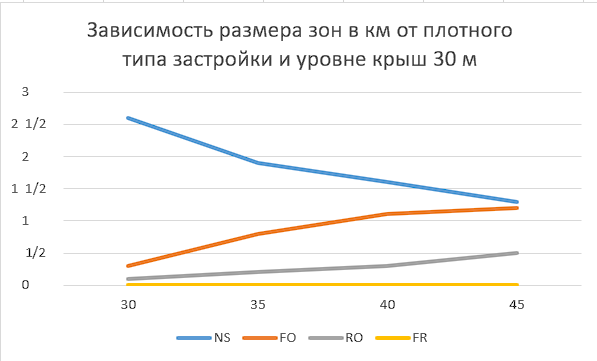 Зависимость размера зон в км от плотного
типа застройки и уровне крыш 30 м
3
2 1/2
2
1 1/2
1
1/2
0
30 35 40 45
NS FO RO FR